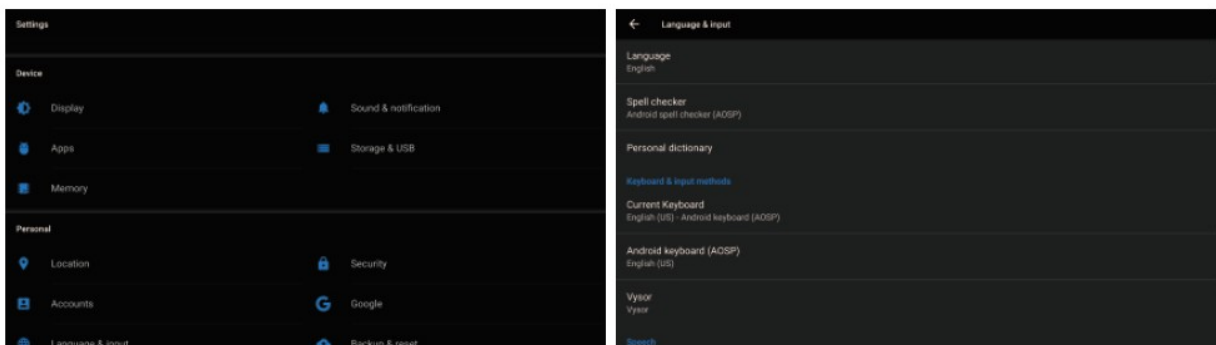 Settings
Device
Display
Sound & notification
Apps
Storage & USB
Memory
Personal
Location
Security
Accounts
Google
Language & input
Backup & reset
Language & input
Language
English
Spell checker
Android spell checker (AOSP)
Personal dictionary
Keyboard & input methods
Current Keyboard
English (US) - Android keyboard (AOSP)
Android keyboard (AOSP)
English (US)
Vysor
Vysor
Speech